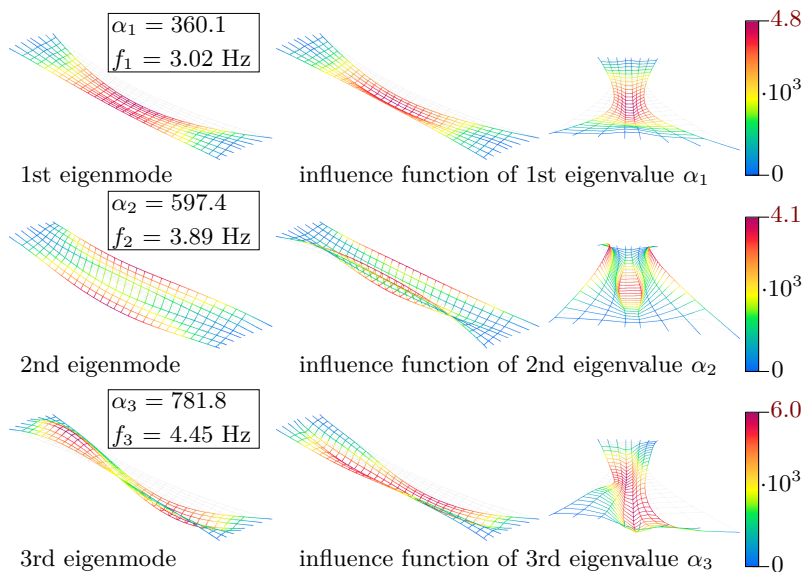 α₁ = 360.1
f₁ = 3.02 Hz
4.8
·10³
0
1st eigenmode
influence function of 1st eigenvalue α₁
α₂ = 597.4
f₂ = 3.89 Hz
4.1
·10³
0
2nd eigenmode
influence function of 2nd eigenvalue α₂
α₃ = 781.8
f₃ = 4.45 Hz
6.0
·10³
0
3rd eigenmode
influence function of 3rd eigenvalue α₃